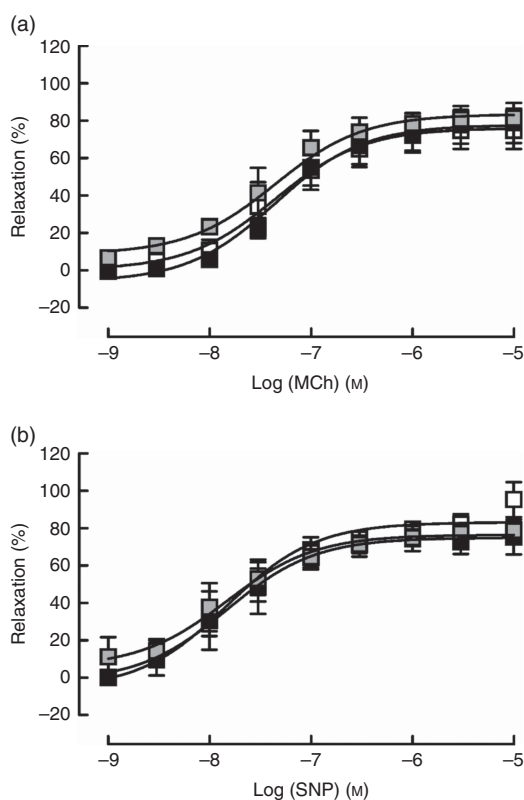 (a)
120
100
80
60
40
20
0
–20
Relaxation (%)
–9 –8 –7 –6 –5
Log (MCh) (M)
(b)
120
100
80
60
40
20
0
–20
Relaxation (%)
–9 –8 –7 –6 –5
Log (SNP) (M)